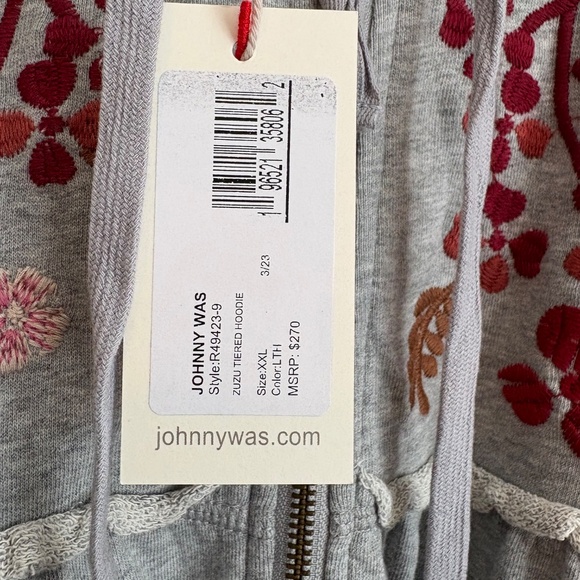 JOHNNY WAS
Style:R49423-9
ZUZU TIERED HOODIE 3/23
Size:XXL
Color:LTH
MSRP: $270
1 96521 35806 2
johnnywas.com